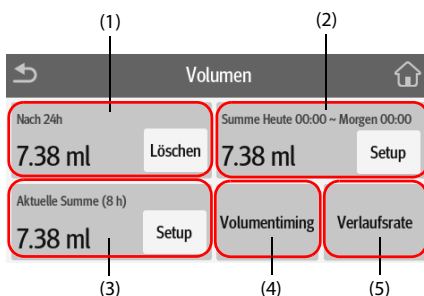 (1)
(2)
Volumen
Nach 24h
7.38 ml
Löschen
Summe Heute 00:00 ~ Morgen 00:00
7.38 ml
Setup
Aktuelle Summe (8 h)
7.38 ml
Setup
Volumentiming
Verlaufsrate
(3)
(4)
(5)